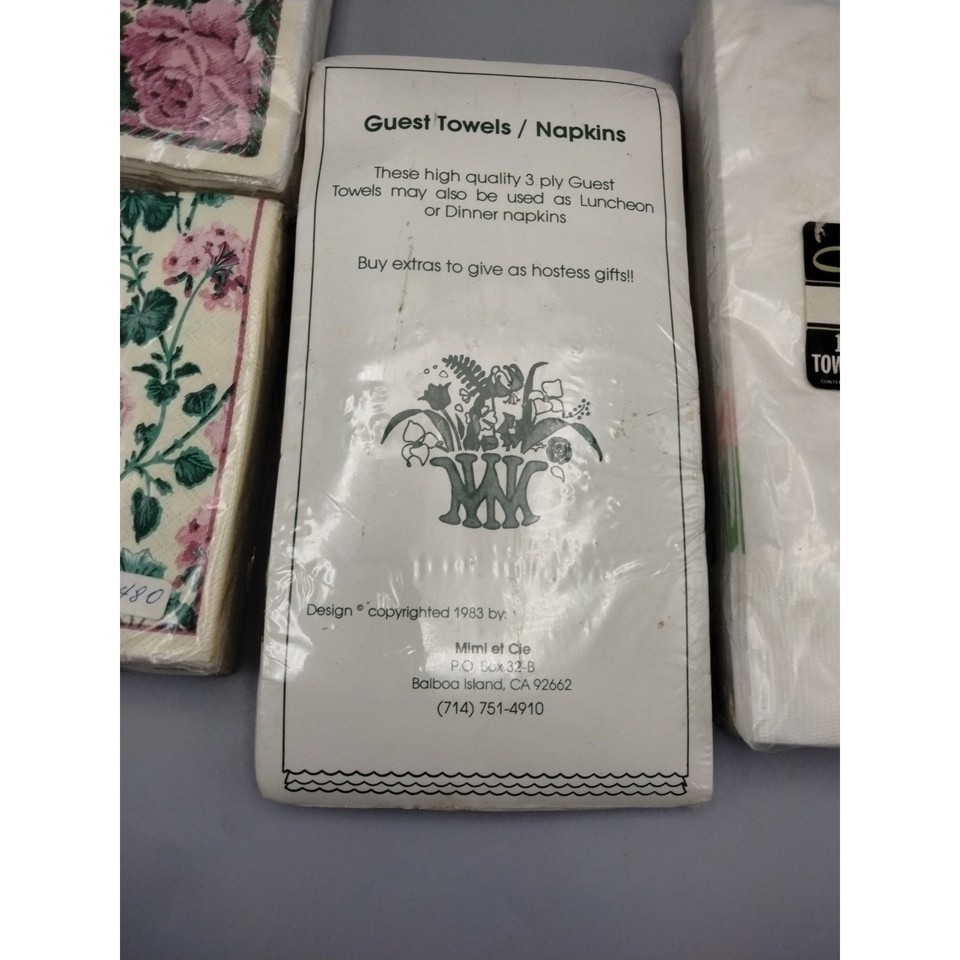 Guest Towels / Napkins
These high quality 3 ply Guest
Towels may also be used as Luncheon
or Dinner napkins
Buy extras to give as hostess gifts!!
Design © copyrighted 1983 by:
Mimi et Cie
P.O. Box 32-B
Balboa Island, CA 92662
(714) 751-4910
480